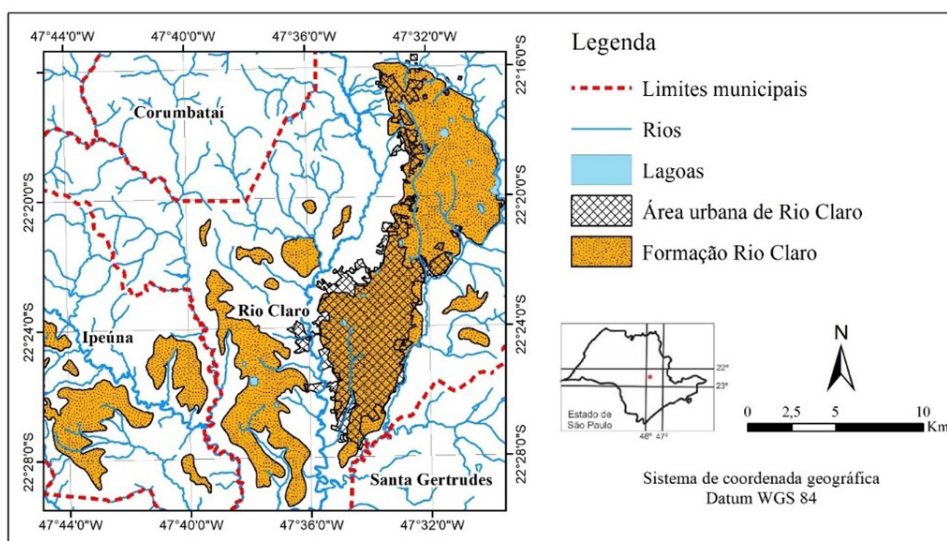 47°44'0"W 47°40'0"W 47°36'0"W 47°32'0"W
22°16'0"S
22°20'0"S 22°20'0"S
22°24'0"S 22°24'0"S
22°28'0"S 22°28'0"S
Corumbataí
Rio Claro
Ipeúna
Santa Gertrudes
47°44'0"W 47°40'0"W 47°36'0"W 47°32'0"W
Legenda
Limites municipais
Rios
Lagoas
Área urbana de Rio Claro
Formação Rio Claro
22°
23°
Estado de
São Paulo
48° 47°
N
0 2,5 5 10
Km
Sistema de coordenada geográfica
Datum WGS 84